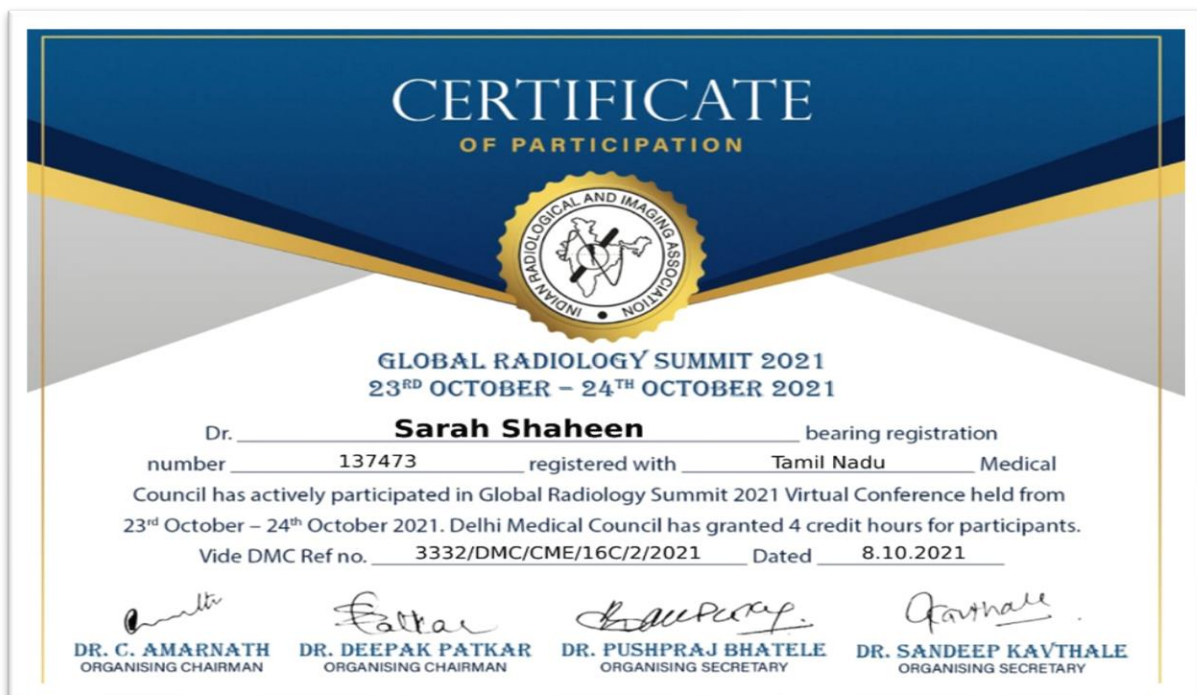 CERTIFICATE
OF PARTICIPATION
INDIAN RADIOLOGICAL AND IMAGING ASSOCIATION
GLOBAL RADIOLOGY SUMMIT 2021
23RD OCTOBER – 24TH OCTOBER 2021
Dr. Sarah Shaheen bearing registration
number 137473 registered with Tamil Nadu Medical
Council has actively participated in Global Radiology Summit 2021 Virtual Conference held from
23rd October – 24th October 2021. Delhi Medical Council has granted 4 credit hours for participants.
Vide DMC Ref no. 3332/DMC/CME/16C/2/2021 Dated 8.10.2021
DR. C. AMARNATH DR. DEEPAK PATKAR DR. PUSHPRAJ BHATELE DR. SANDEEP KAVTHALE
ORGANISING CHAIRMAN ORGANISING CHAIRMAN ORGANISING SECRETARY ORGANISING SECRETARY